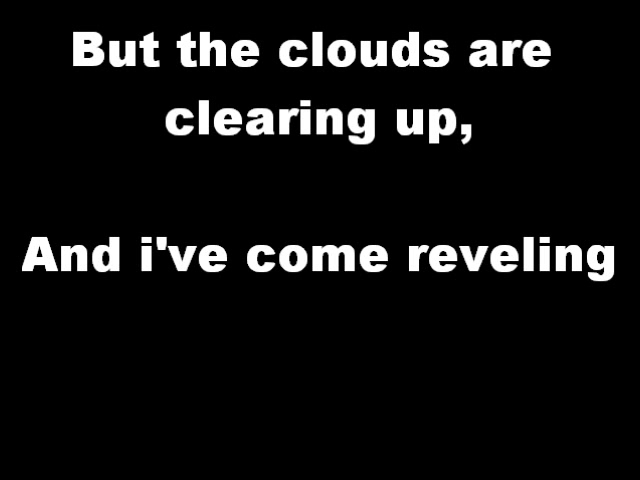 But the clouds are
clearing up,
And i've come reveling